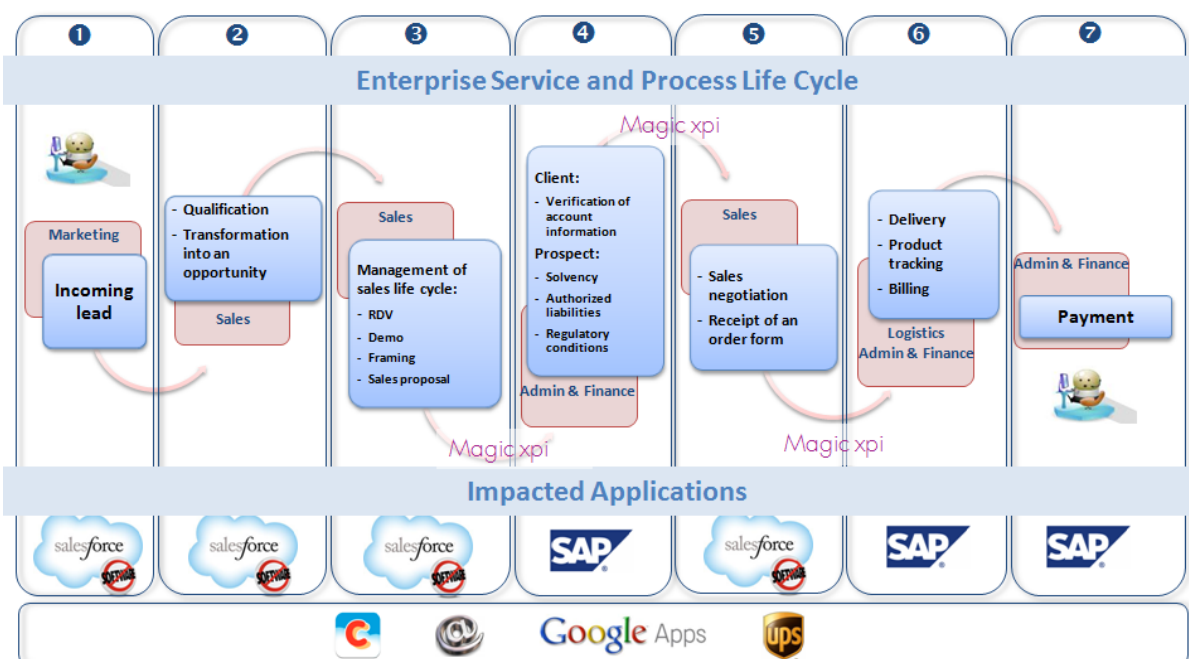 1 2 3 4 5 6 7
Enterprise Service and Process Life Cycle
Marketing
Incoming
lead
- Qualification
- Transformation
into an
opportunity
Sales
Sales
Management of
sales life cycle:
- RDV
- Demo
- Framing
- Sales proposal
Magic xpi
Client:
- Verification of
account
information
Prospect:
- Solvency
- Authorized
liabilities
- Regulatory
conditions
Admin & Finance
Magic xpi
Sales
- Sales
negotiation
- Receipt of an
order form
Magic xpi
- Delivery
- Product
tracking
- Billing
Logistics
Admin & Finance
Admin & Finance
Payment
Impacted Applications
salesforce
SOFTWARE
salesforce
SOFTWARE
salesforce
SOFTWARE
SAP
salesforce
SOFTWARE
SAP
SAP
C
@
Google Apps
ups